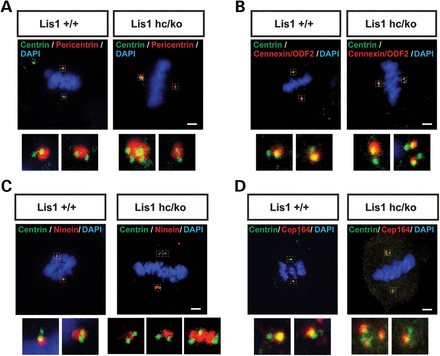 A
Lis1 +/+
Lis1 hc/ko
Centrin / Pericentrin /
DAPI
Centrin / Pericentrin /
DAPI
B
Lis1 +/+
Lis1 hc/ko
Centrin /
Cennexin/ODF2 /DAPI
Centrin /
Cennexin/ODF2 /DAPI
C
Lis1 +/+
Lis1 hc/ko
Centrin / Ninein/ DAPI
Centrin / Ninein / DAPI
D
Lis1 +/+
Lis1 hc/ko
Centrin/ Cep164/ DAPI
Centrin/ Cep164/ DAPI